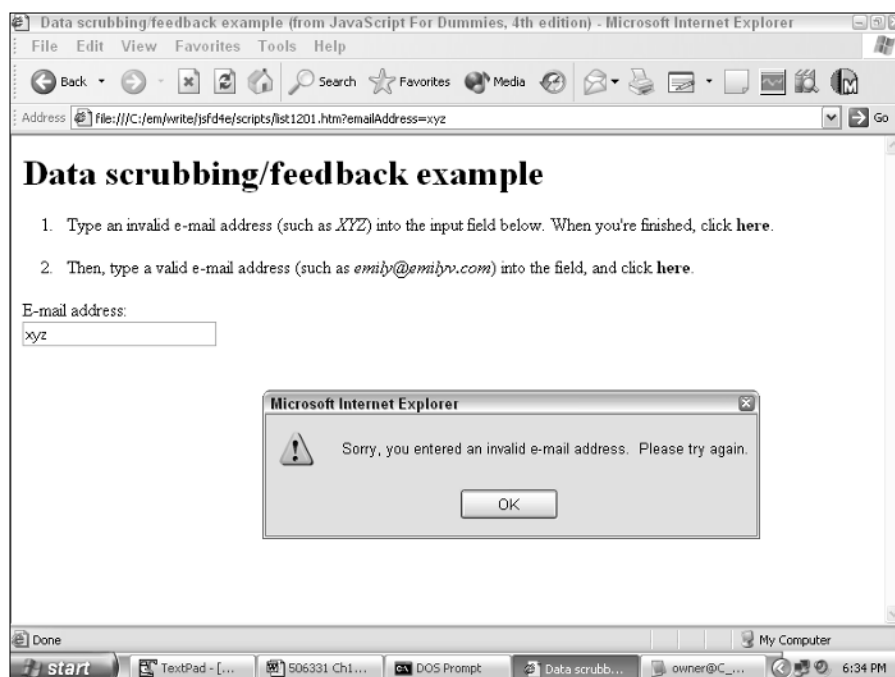 Data scrubbing/feedback example (from JavaScript For Dummies, 4th edition) - Microsoft Internet Explorer
File Edit View Favorites Tools Help
Back Search Favorites Media
Address file:///C:/em/write/jsfd4e/scripts/list1201.htm?emailAddress=xyz Go
Data scrubbing/feedback example
1. Type an invalid e-mail address (such as XYZ) into the input field below. When you're finished, click here.
2. Then, type a valid e-mail address (such as emily@emilyv.com) into the field, and click here.
E-mail address:
xyz
Microsoft Internet Explorer
Sorry, you entered an invalid e-mail address. Please try again.
OK
Done My Computer
start TextPad - [... 506331 Ch1... DOS Prompt Data scrubb... owner@C_... 6:34 PM